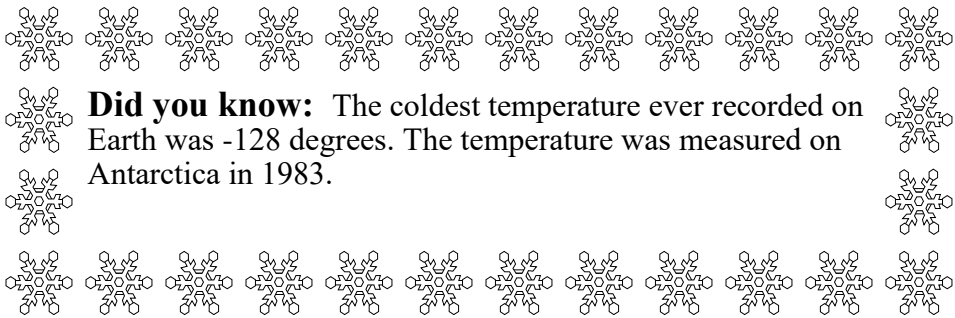 Did you know: The coldest temperature ever recorded on
Earth was -128 degrees. The temperature was measured on
Antarctica in 1983.